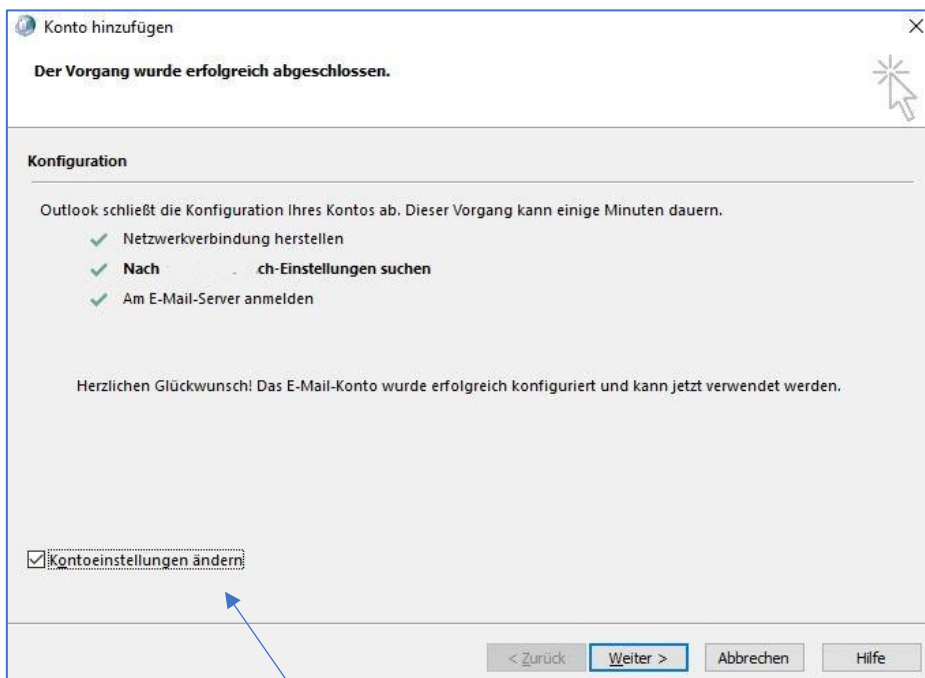 Konto hinzufügen
Der Vorgang wurde erfolgreich abgeschlossen.
Konfiguration
Outlook schließt die Konfiguration Ihres Kontos ab. Dieser Vorgang kann einige Minuten dauern.
Netzwerkverbindung herstellen
Nach . ch-Einstellungen suchen
Am E-Mail-Server anmelden
Herzlichen Glückwunsch! Das E-Mail-Konto wurde erfolgreich konfiguriert und kann jetzt verwendet werden.
Kontoeinstellungen ändern
< Zurück Weiter > Abbrechen Hilfe